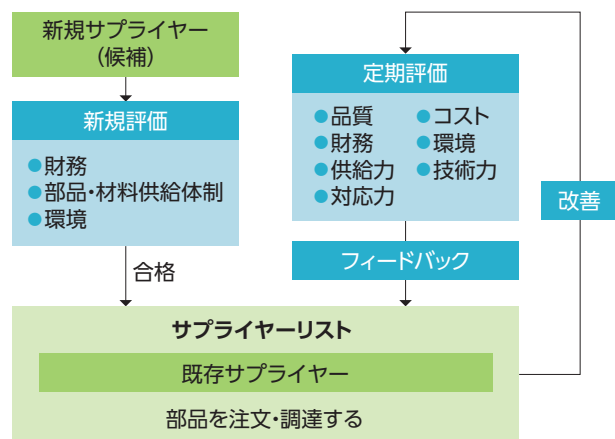 新規サプライヤー
(候補)
新規評価
●財務
●部品・材料供給体制
●環境
合格
定期評価
●品質 ●コスト
●財務 ●環境
●供給力 ●技術力
●対応力
フィードバック
改善
サプライヤーリスト
既存サプライヤー
部品を注文・調達する